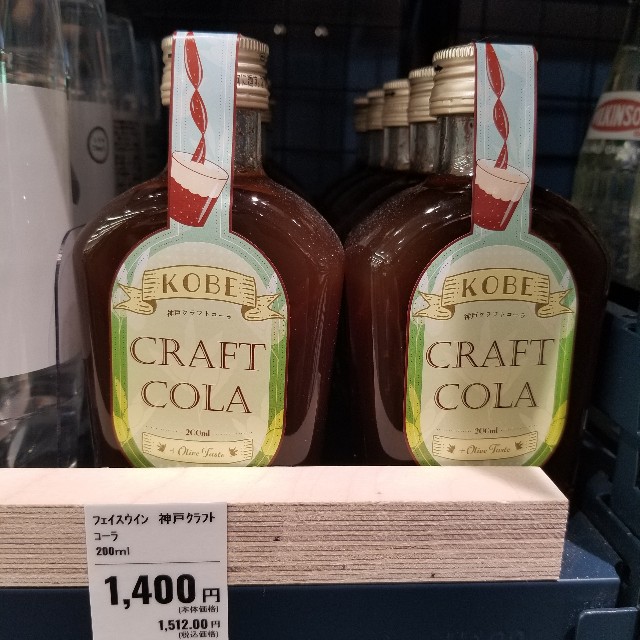 KOBE
神戸クラフトコーラ
CRAFT
COLA
200ml
+Olive Taste
KOBE
神戸クラフトコーラ
CRAFT
COLA
200ml
+Olive Taste
フェイスウイン 神戸クラフト
コーラ
200ml
1,400円
(本体価格)
1,512.00円
(税込価格)